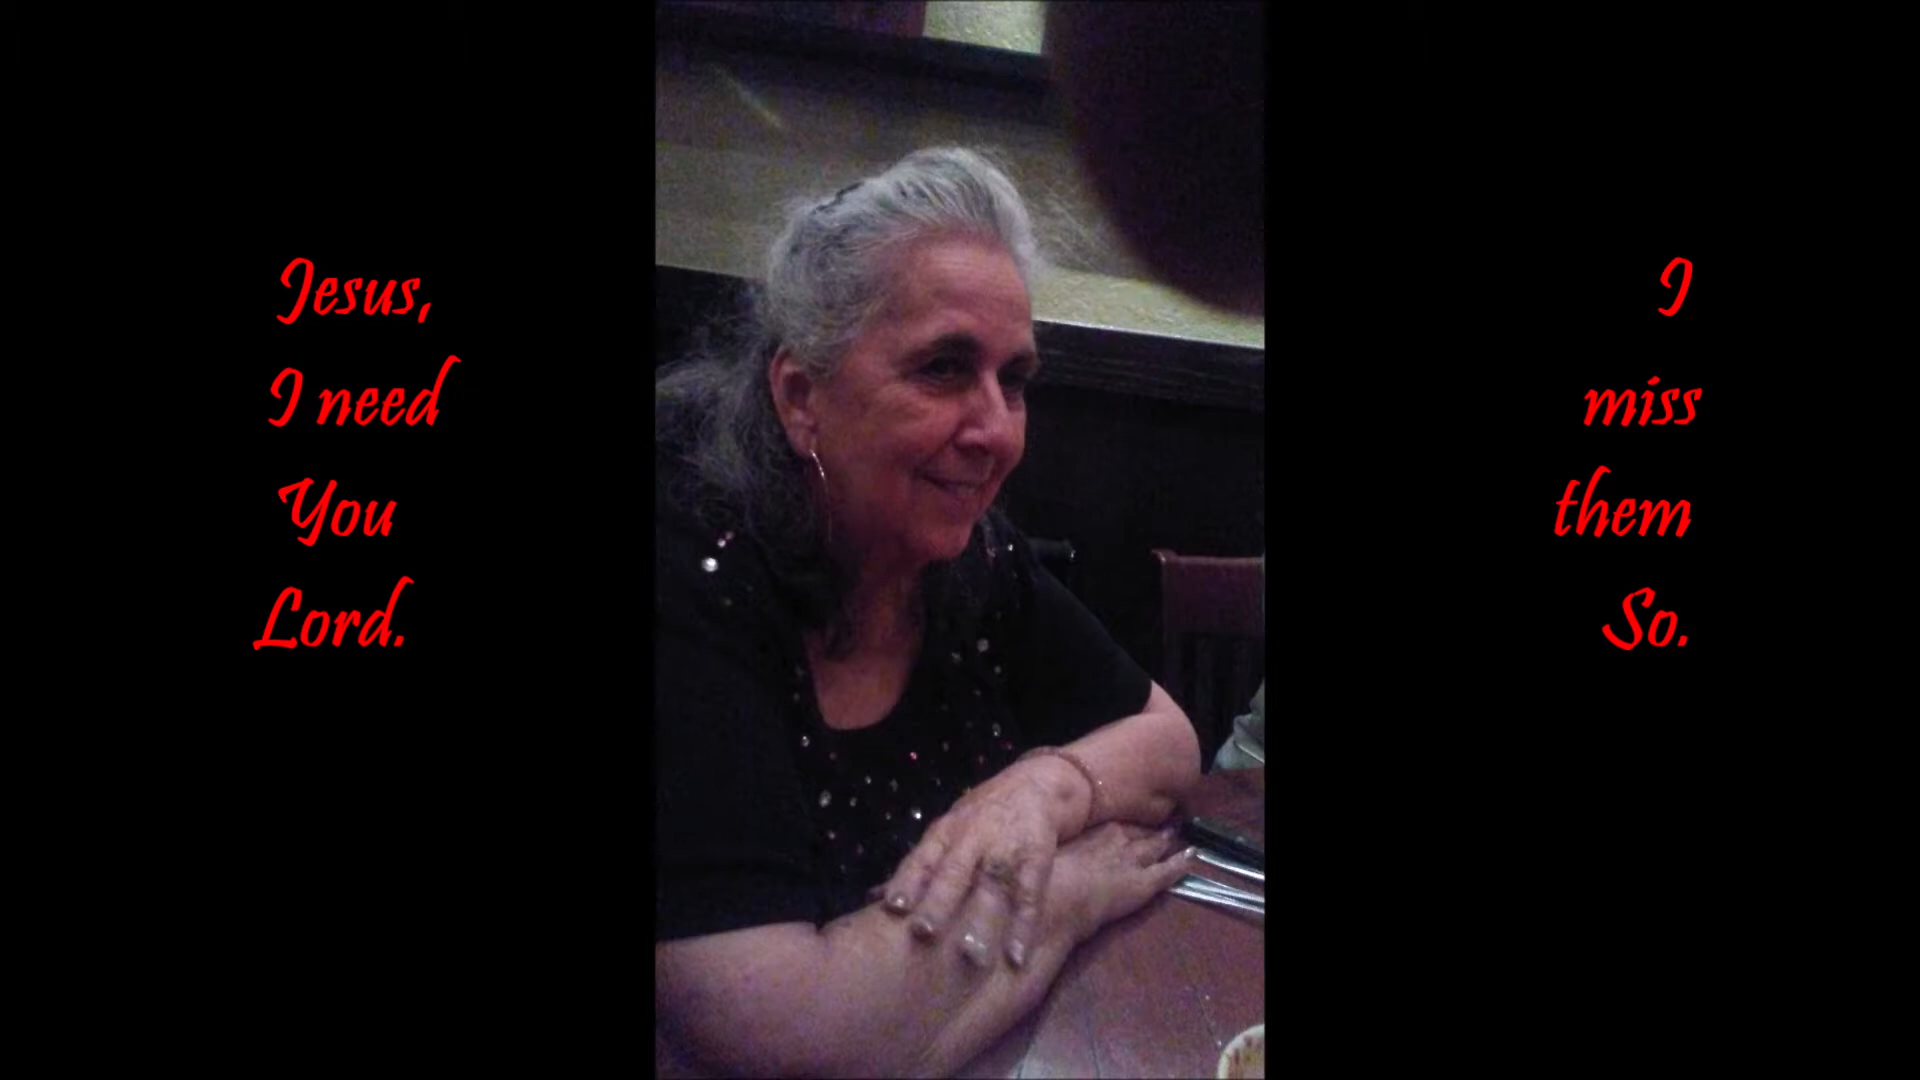 Jesus,
I need
You
Lord.
I
miss
them
So.